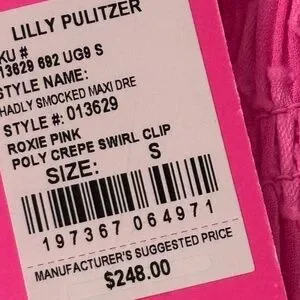 LILLY PULITZER
KU #
013629 692 UG9 S
STYLE NAME:
HADLY SMOCKED MAXI DRE
STYLE #: 013629
ROXIE PINK
POLY CREPE SWIRL CLIP
SIZE: S
197367 064971
MANUFACTURER'S SUGGESTED PRICE
$248.00